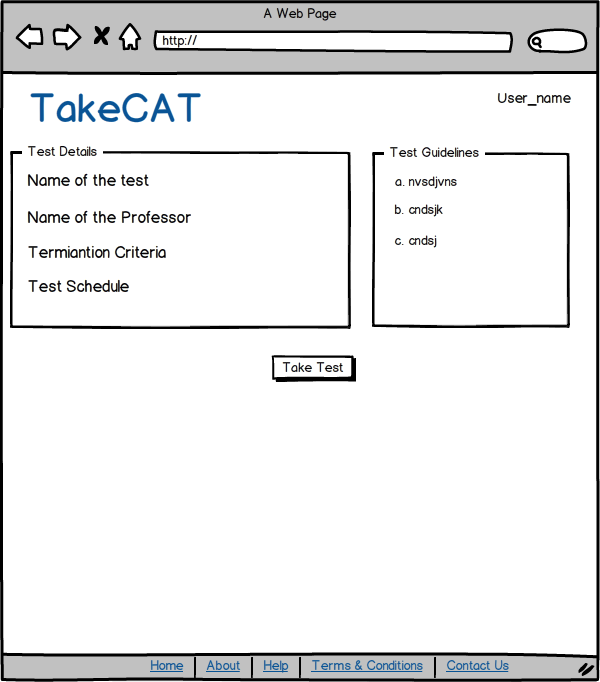 A Web Page
http://
TakeCAT
User_name
Test Details
Name of the test
Name of the Professor
Termiantion Criteria
Test Schedule
Test Guidelines
a. nvsdjvns
b. cndsjk
c. cndsj
Take Test
Home About Help Terms & Conditions Contact Us